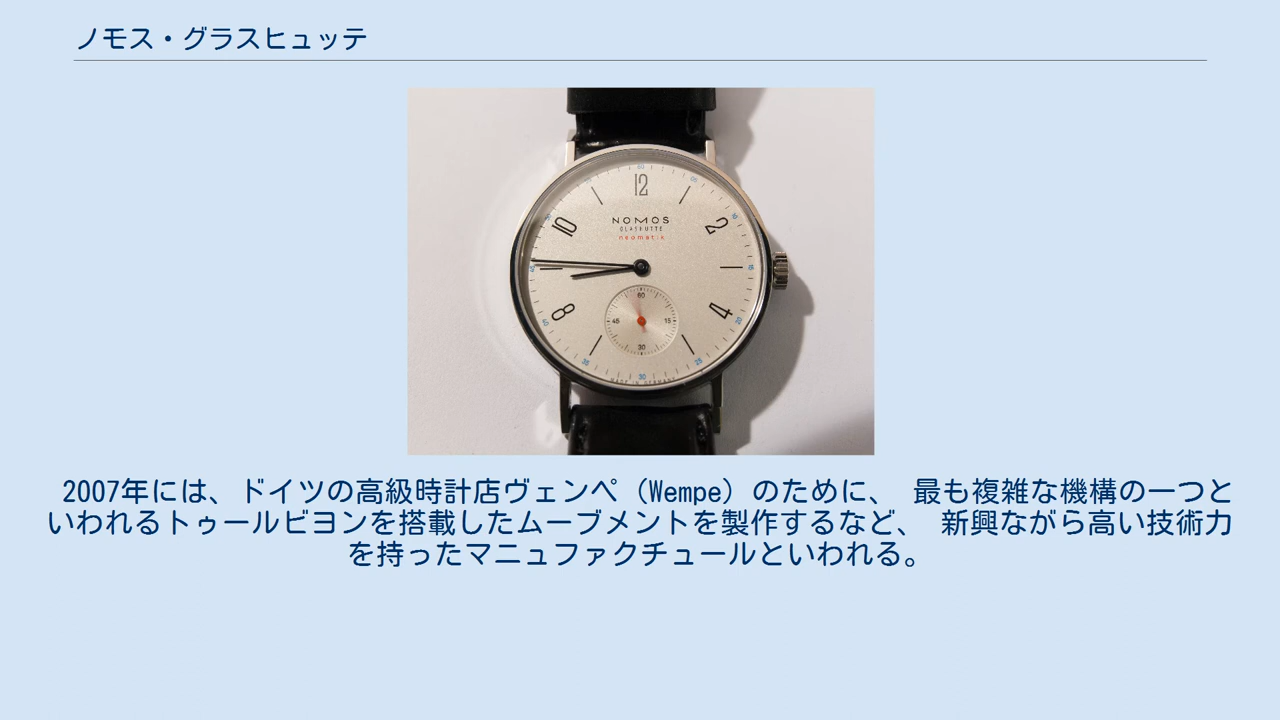 ノモス・グラスヒュッテ
12
NOMOS
GLASHÜTTE
neomatik
10
2
8
4
60
45
15
30
2007年には、ドイツの高級時計店ヴェンペ（Wempe）のために、 最も複雑な機構の一つと
いわれるトゥールビヨンを搭載したムーブメントを製作するなど、 新興ながら高い技術力
を持ったマニュファクチュールといわれる。